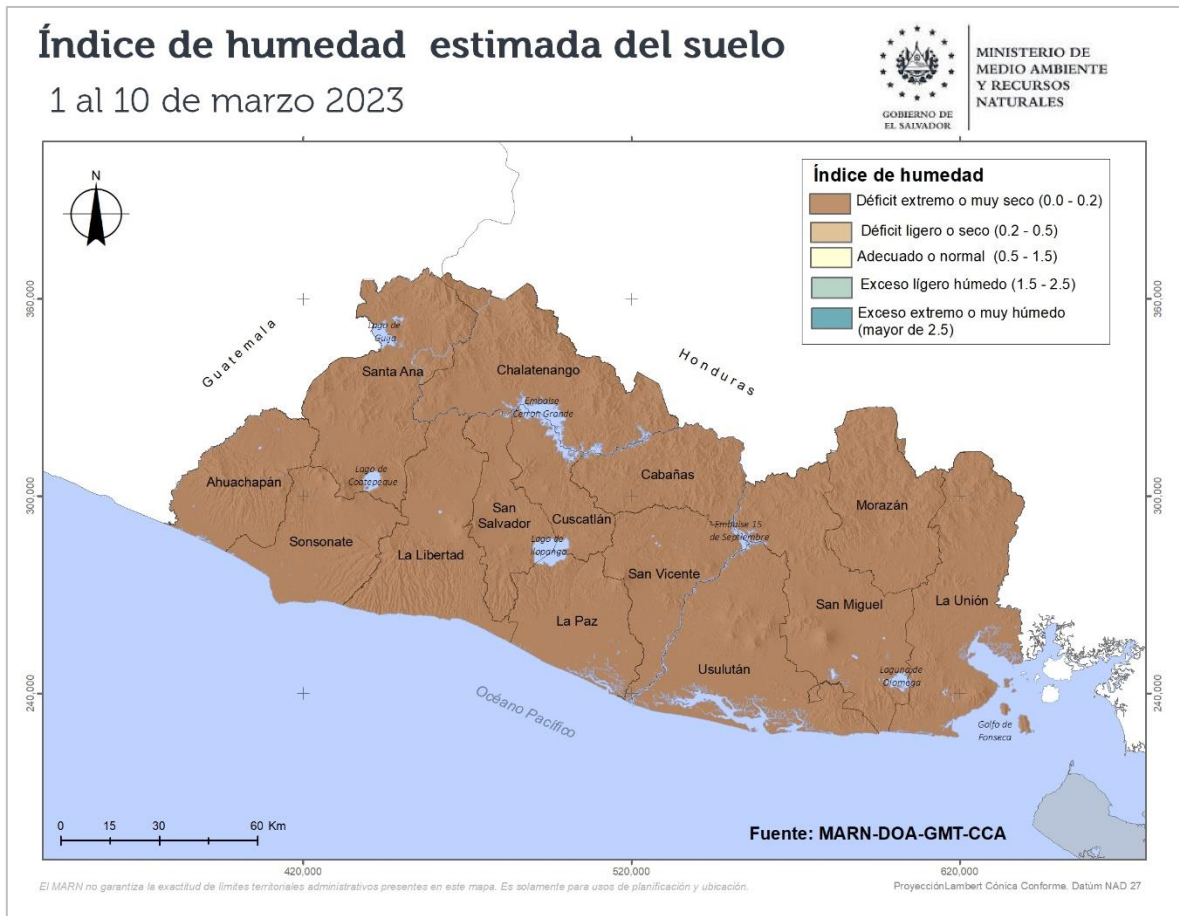 Índice de humedad estimada del suelo
1 al 10 de marzo 2023
GOBIERNO DE
EL SALVADOR
MINISTERIO DE
MEDIO AMBIENTE
Y RECURSOS
NATURALES
N
Índice de humedad
Déficit extremo o muy seco (0.0 - 0.2)
Déficit ligero o seco (0.2 - 0.5)
Adecuado o normal (0.5 - 1.5)
Exceso lígero húmedo (1.5 - 2.5)
Exceso extremo o muy húmedo
(mayor de 2.5)
360,000
360,000
Guatemala
Honduras
Lago de
Guija
Santa Ana
Chalatenango
Embalse
Cerron Grande
Ahuachapán
Lago de
Coatepeque
Cabañas
Morazán
300,000
300,000
San
Salvador
Cuscatlán
Embalse 15
de Septiembre
Sonsonate
La Libertad
Lago de
Ilopango
San Vicente
San Miguel
La Unión
La Paz
Usulután
Laguna de
Olomega
240,000
240,000
Océano Pacífico
Golfo de
Fonseca
0 15 30 60 Km
Fuente: MARN-DOA-GMT-CCA
420,000
520,000
620,000
El MARN no garantiza la exactitud de limites territoriales administrativos presentes en este mapa. Es solamente para usos de planificación y ubicación.
ProyecciónLambert Cónica Conforme. Datúm NAD 27